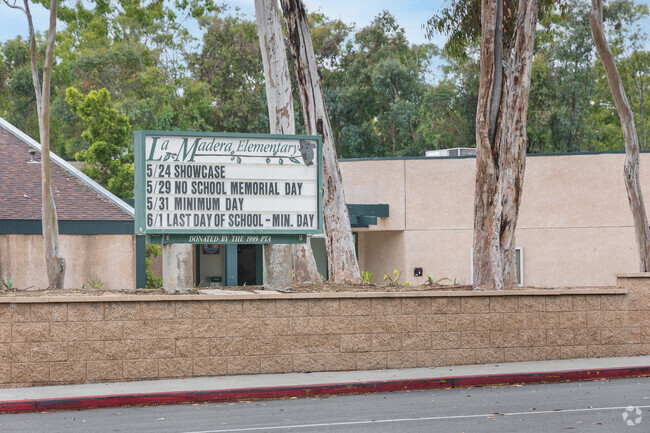 La Madera Elementary
5/24 SHOWCASE
5/29 NO SCHOOL MEMORIAL DAY
5/31 MINIMUM DAY
6/1 LAST DAY OF SCHOOL - MIN. DAY
DONATED BY THE 1999 PTA